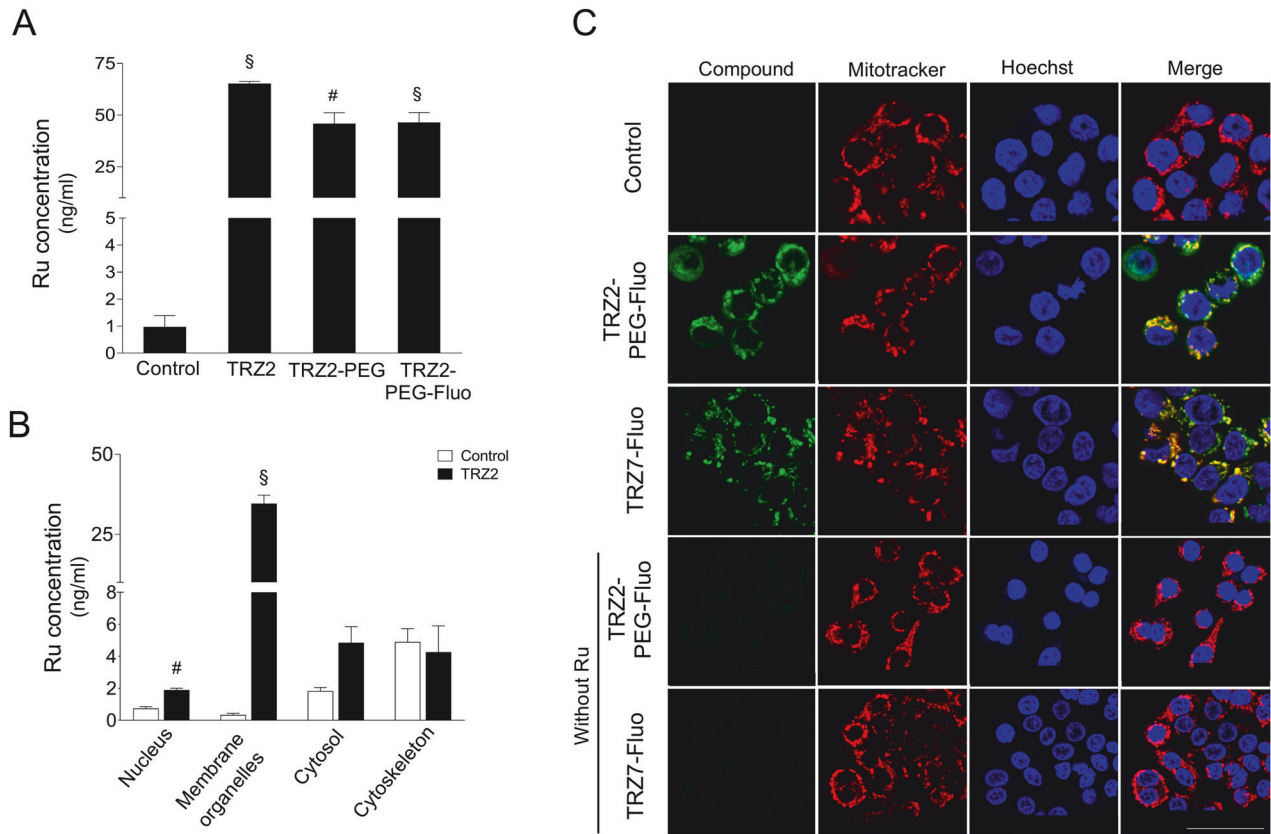 A
Ru concentration
(ng/ml)
75
50
25
5
4
3
2
1
0
§
#
§
Control
TRZ2
TRZ2-PEG
TRZ2-
PEG-Fluo
B
Ru concentration
(ng/ml)
50
25
8
6
4
2
0
Control
TRZ2
#
§
Nucleus
Membrane
organelles
Cytosol
Cytoskeleton
C
Compound
Mitotracker
Hoechst
Merge
Control
TRZ2-
PEG-Fluo
TRZ7-Fluo
Without Ru
TRZ2-
PEG-Fluo
TRZ7-Fluo